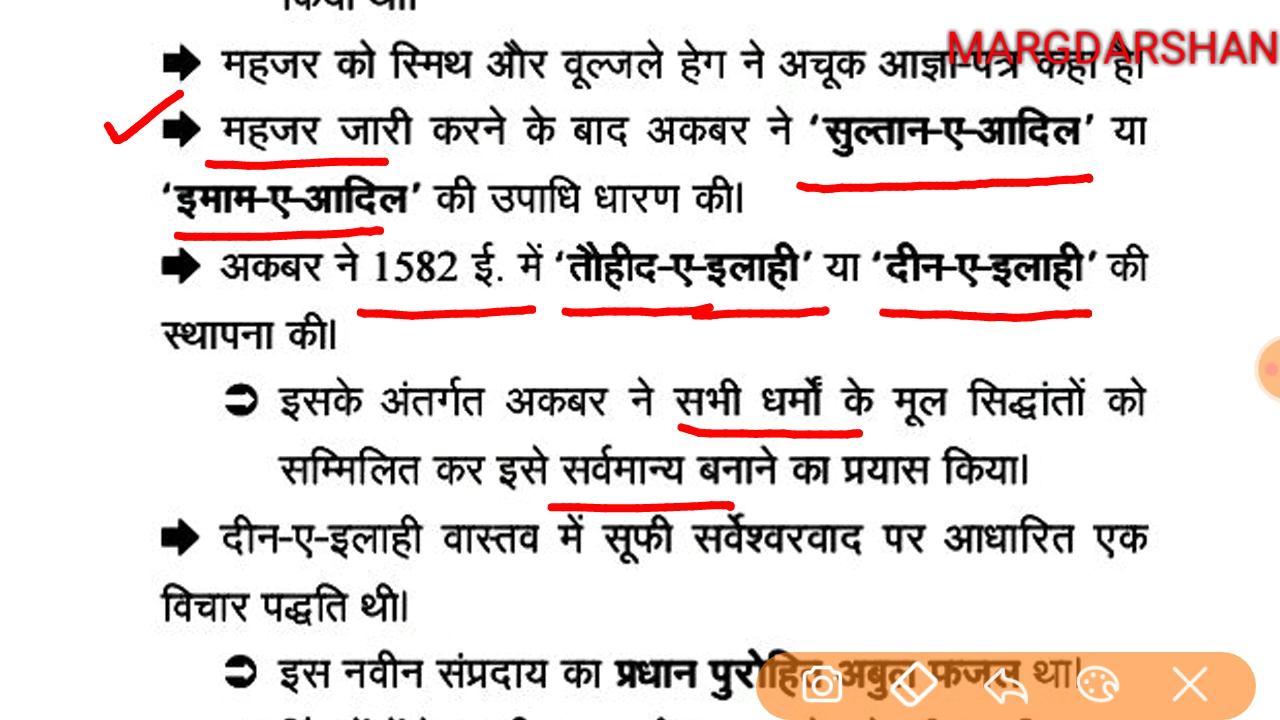 किया था।
MARGDARSHAN
➡ महजर को स्मिथ और वूल्जले हेग ने अचूक आज्ञा-पत्र कहा है।
➡ महजर जारी करने के बाद अकबर ने ‘सुल्तान-ए-आदिल’ या
‘इमाम-ए-आदिल’ की उपाधि धारण की।
➡ अकबर ने 1582 ई. में ‘तौहीद-ए-इलाही’ या ‘दीन-ए-इलाही’ की
स्थापना की।
➲ इसके अंतर्गत अकबर ने सभी धर्मों के मूल सिद्धांतों को
सम्मिलित कर इसे सर्वमान्य बनाने का प्रयास किया।
➡ दीन-ए-इलाही वास्तव में सूफी सर्वेश्वरवाद पर आधारित एक
विचार पद्धति थी।
➲ इस नवीन संप्रदाय का प्रधान पुरोहित अबुल फजल था।